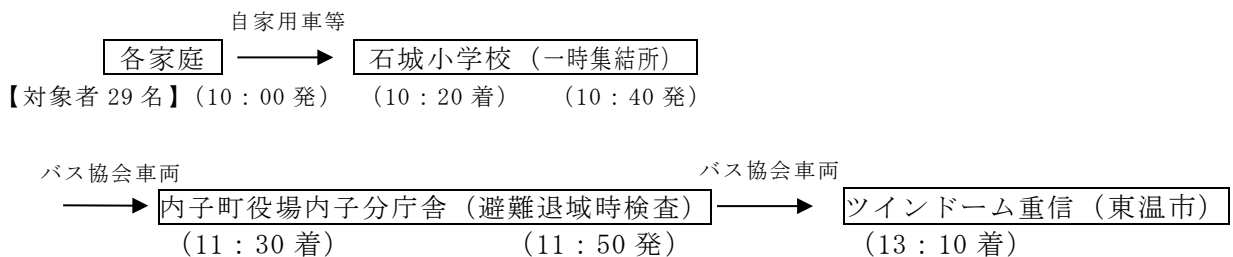 自家用車等
各家庭 石城小学校（一時集結所）
【対象者 29 名】（10：00 発） （10：20 着） （10：40 発）
バス協会車両 バス協会車両
内子町役場内子分庁舎（避難退域時検査） ツインドーム重信（東温市）
（11：30 着） （11：50 発） （13：10 着）